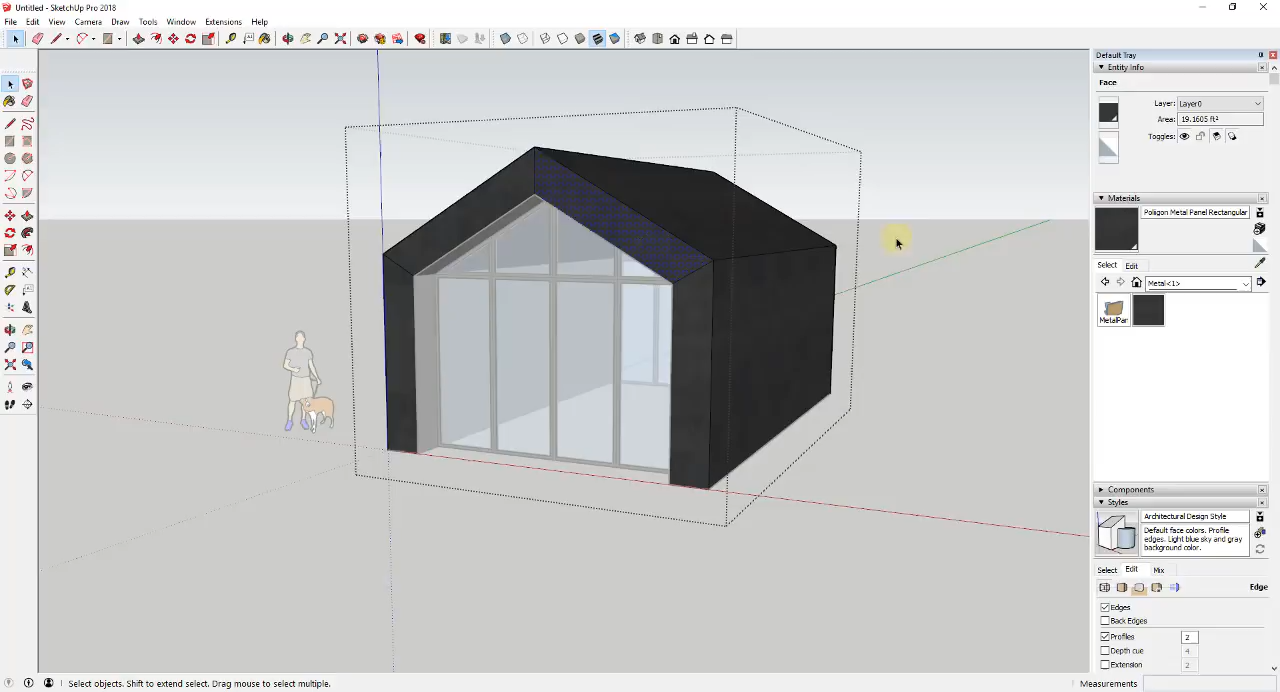 Untitled - SketchUp Pro 2018
File Edit View Camera Draw Tools Window Extensions Help
Default Tray
Entity Info
Face
Layer: Layer0
Area: 19.1605 ft²
Toggles:
Materials
Poliigon Metal Panel Rectangular
Select Edit
Metal<1>
MetalPan
Components
Styles
Architectural Design Style
Default face colors. Profile
edges. Light blue sky and gray
background color.
Select Edit Mix
Edge
Edges
Back Edges
Profiles 2
Depth cue 4
Extension 2
Select objects. Shift to extend select. Drag mouse to select multiple.
Measurements